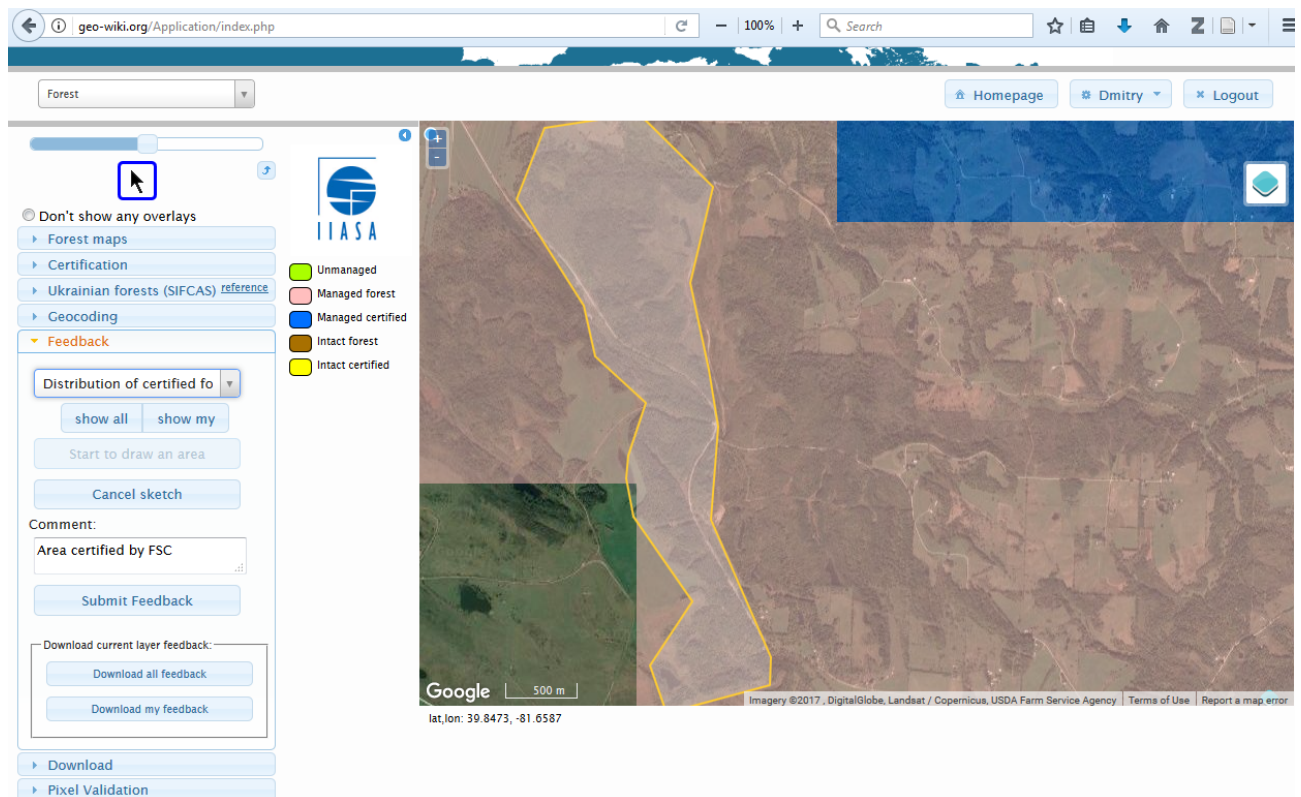 geo-wiki.org/Application/index.php
100%
Search
Forest
Homepage
Dmitry
Logout
+
-
IIASA
Don't show any overlays
Forest maps
Certification
Ukrainian forests (SIFCAS) reference
Geocoding
Feedback
Distribution of certified fo
show all show my
Start to draw an area
Cancel sketch
Comment:
Area certified by FSC
Submit Feedback
Download current layer feedback:
Download all feedback
Download my feedback
Download
Pixel Validation
Unmanaged
Managed forest
Managed certified
Intact forest
Intact certified
Google
500 m
Imagery ©2017 , DigitalGlobe, Landsat / Copernicus, USDA Farm Service Agency
Terms of Use
Report a map error
lat,lon: 39.8473, -81.6587